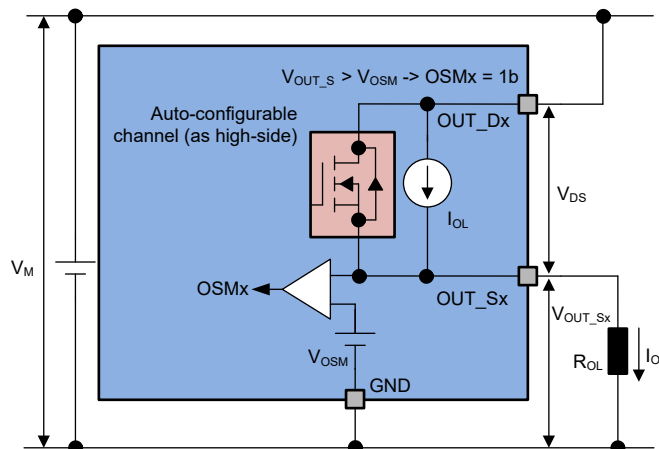 V_OUT_S > V_OSM -> OSMx = 1b
Auto-configurable
channel (as high-side)
OUT_Dx
I_OL
V_DS
V_M
OSMx
OUT_Sx
V_OUT_Sx
V_OSM
R_OL
I_O
GND